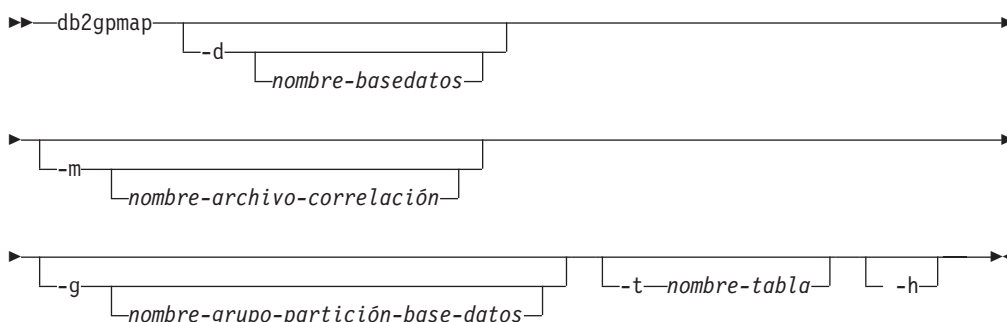 db2gpmap
-d
nombre-basedatos
-m
nombre-archivo-correlación
-g
nombre-grupo-partición-base-datos
-t nombre-tabla
-h